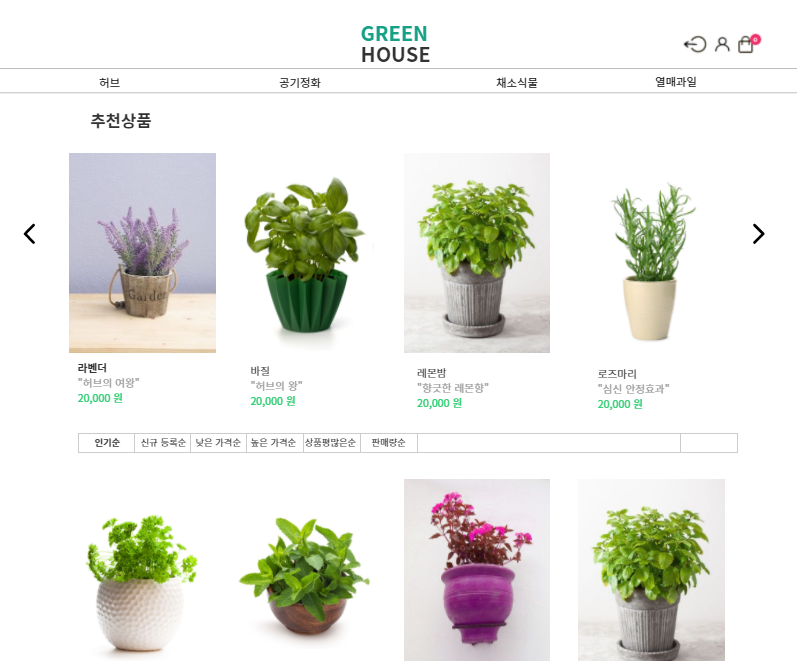 GREEN
HOUSE
0
허브 공기정화 채소식물 열매과일
추천상품
Garden
라벤더
"허브의 여왕"
20,000 원
바질
"허브의 왕"
20,000 원
레몬밤
"향긋한 레몬향"
20,000 원
로즈마리
"심신 안정효과"
20,000 원
인기순 신규 등록순 낮은 가격순 높은 가격순 상품평많은순 판매량순